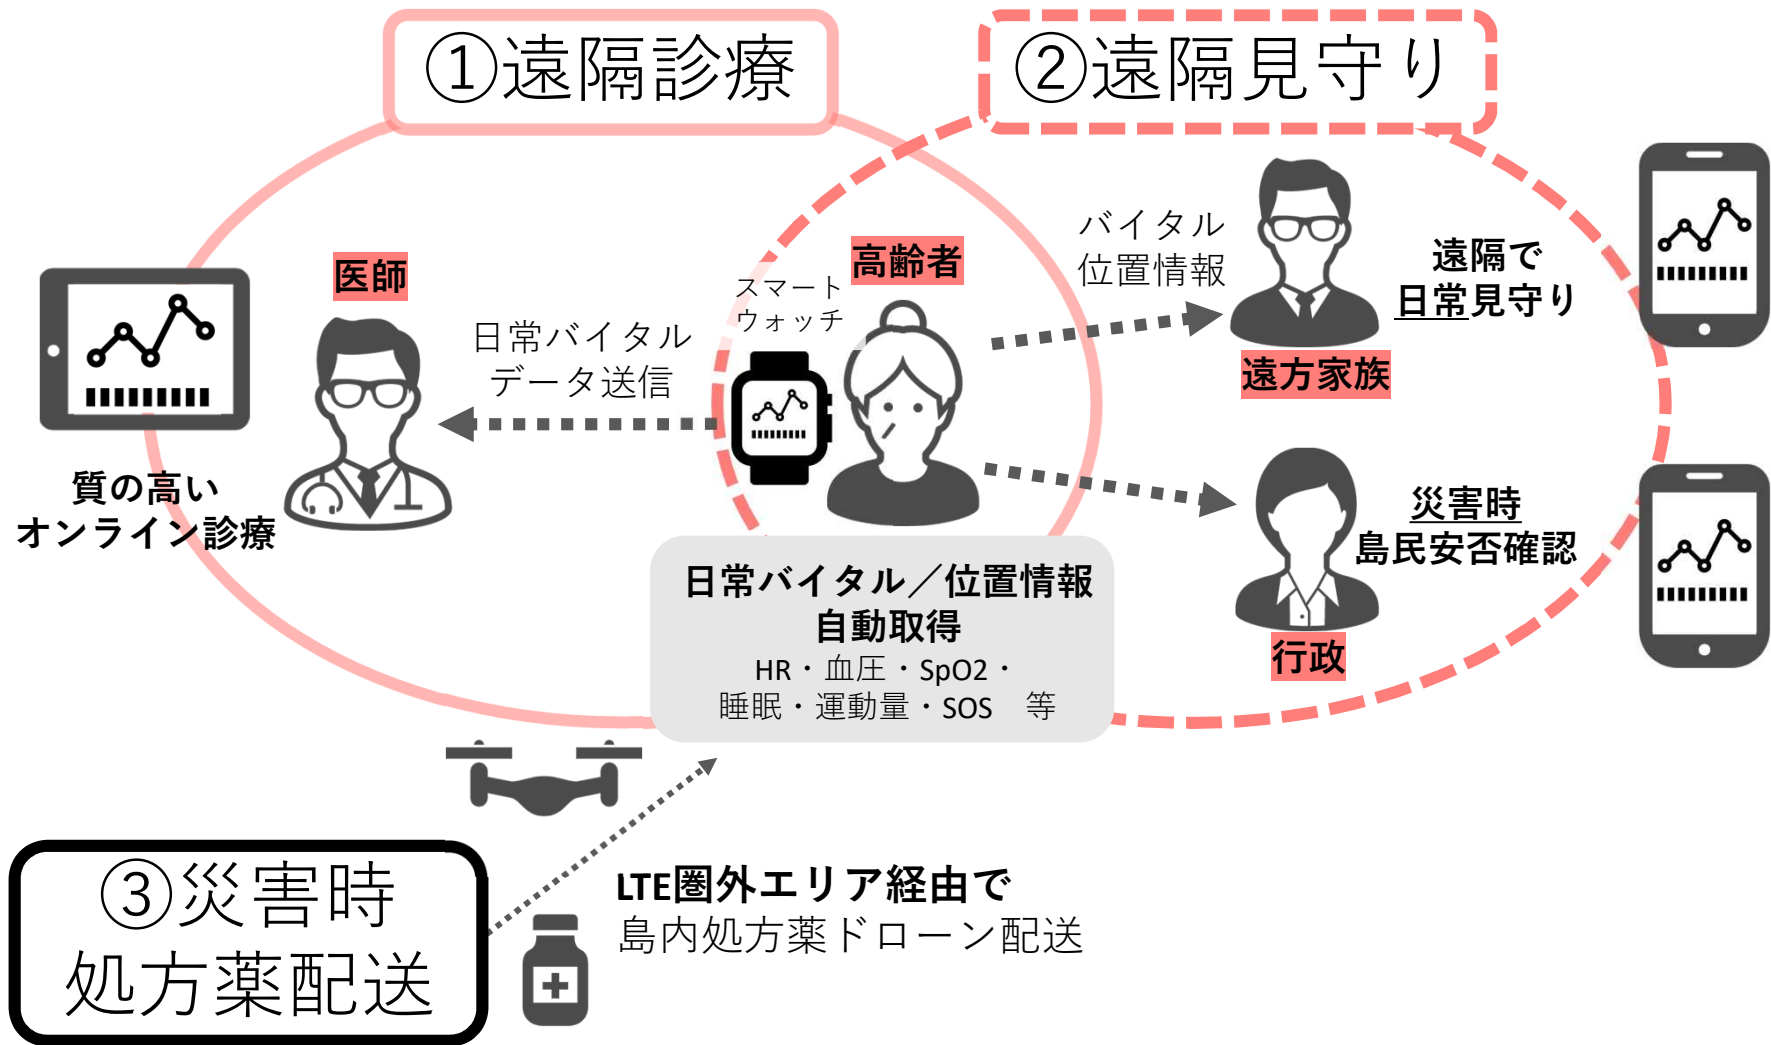 ①遠隔診療
②遠隔見守り
医師
高齢者
スマート
ウォッチ
日常バイタル
データ送信
バイタル
位置情報
遠隔で
日常見守り
遠方家族
質の高い
オンライン診療
災害時
島民安否確認
行政
日常バイタル／位置情報
自動取得
HR・血圧・SpO2・
睡眠・運動量・SOS　等
③災害時
処方薬配送
LTE圏外エリア経由で
島内処方薬ドローン配送